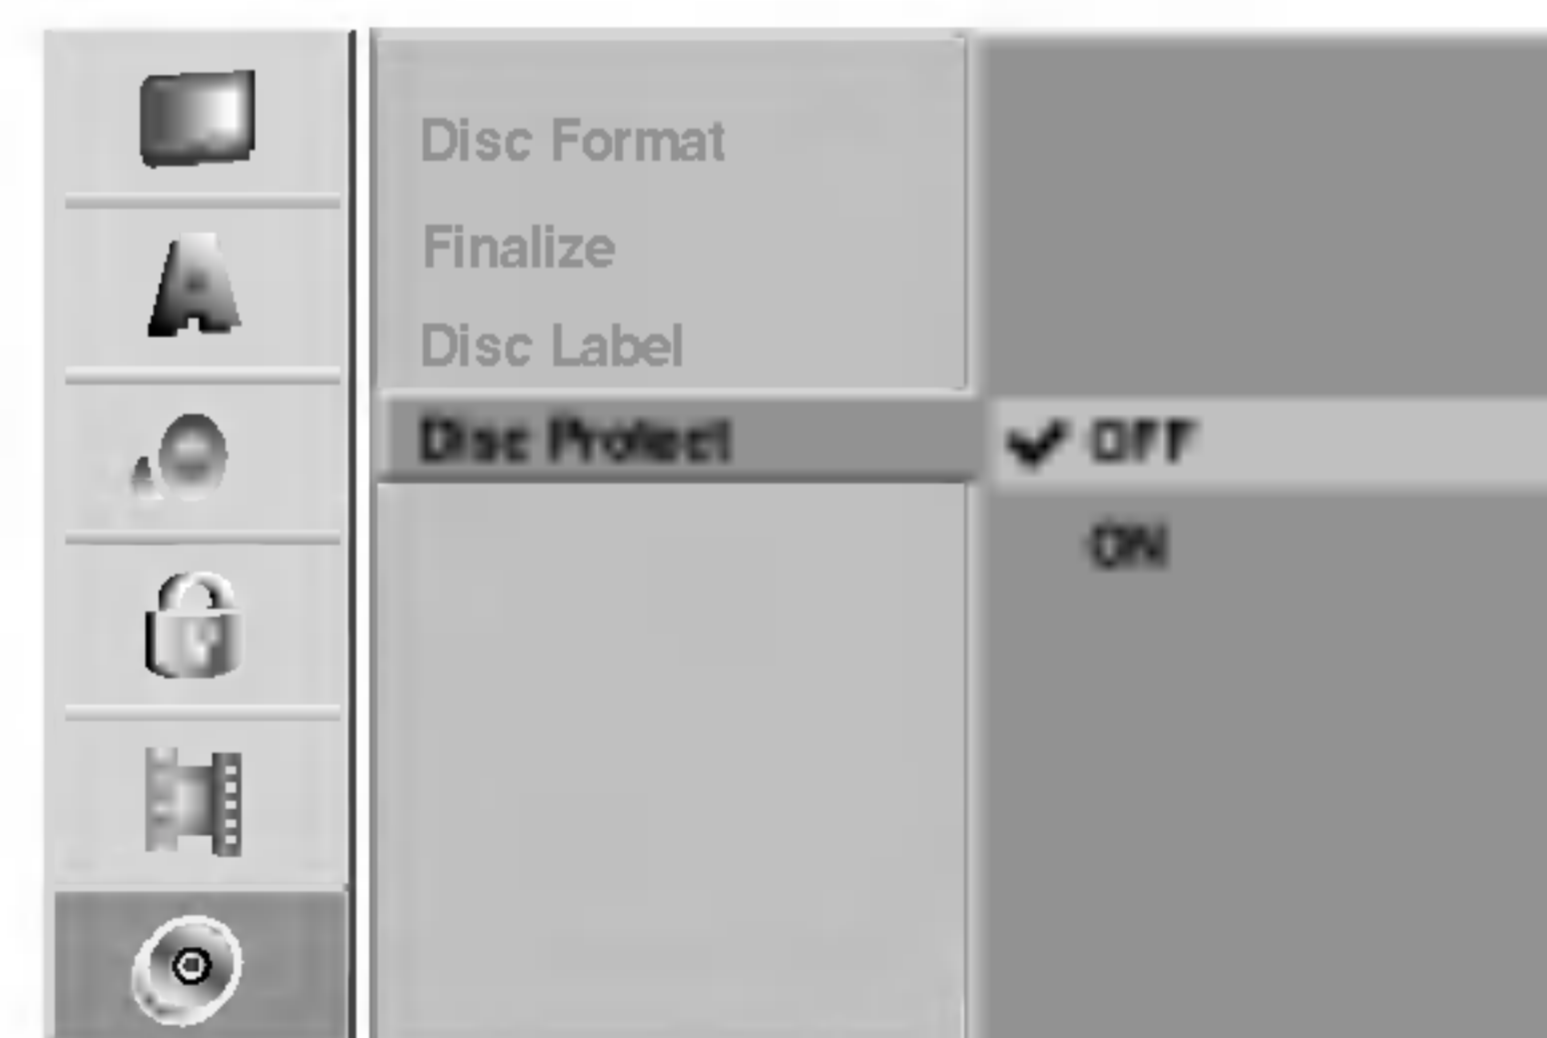 Disc Format
Finalize
Disc Label
Disc Protect
OFF
ON